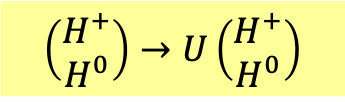 (H⁺ H⁰) → U (H⁺ H⁰)